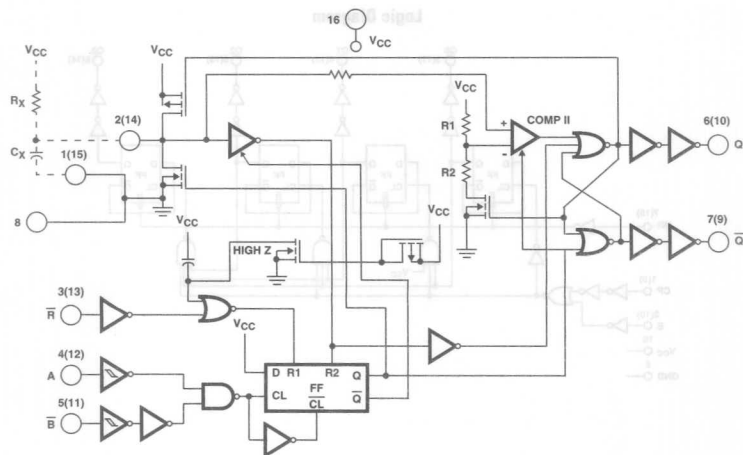 16
VCC
VCC
VCC
RX
2(14)
CX
1(15)
8
VCC
R1
R2
+
-
COMP II
6(10)
Q
7(9)
Q̅
VCC
HIGH Z
VCC
3(13)
R̅
VCC
4(12)
A
5(11)
B̅
D R1 R2 Q
CL FF Q̅
C̅L̅